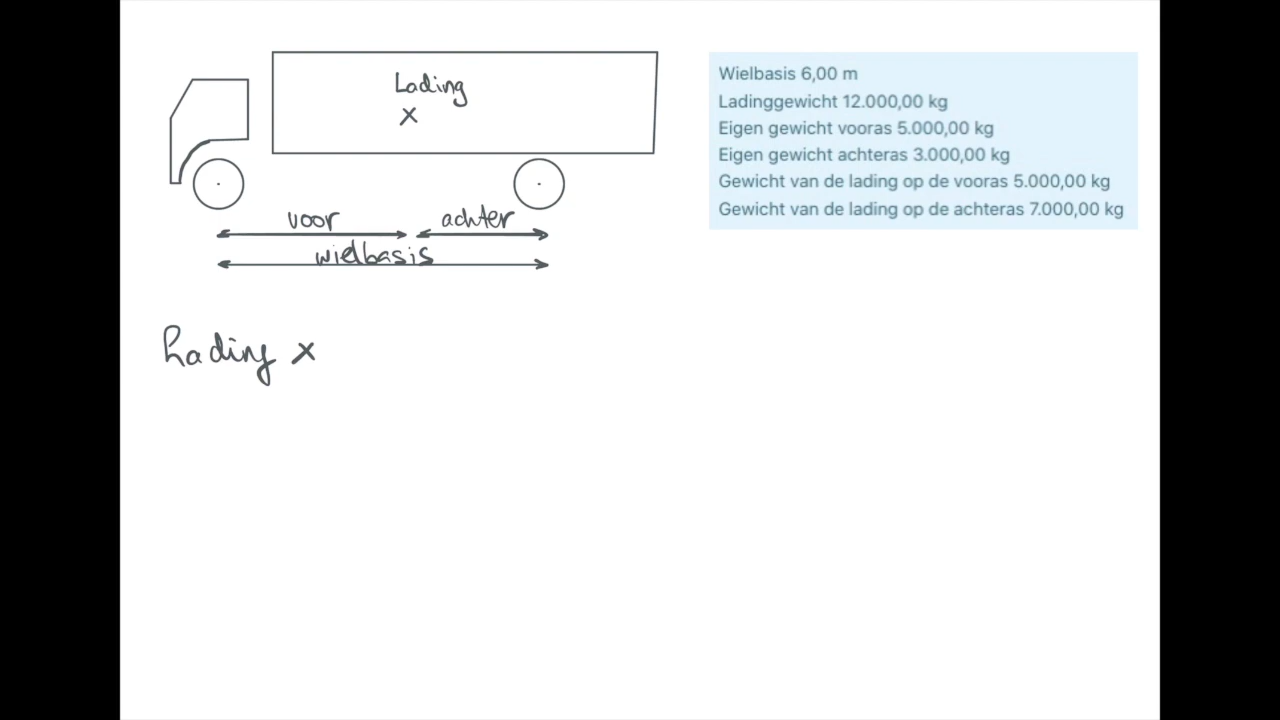 Lading
x
voor
achter
wielbasis
Wielbasis 6,00 m
Ladinggewicht 12.000,00 kg
Eigen gewicht vooras 5.000,00 kg
Eigen gewicht achteras 3.000,00 kg
Gewicht van de lading op de vooras 5.000,00 kg
Gewicht van de lading op de achteras 7.000,00 kg
Lading x